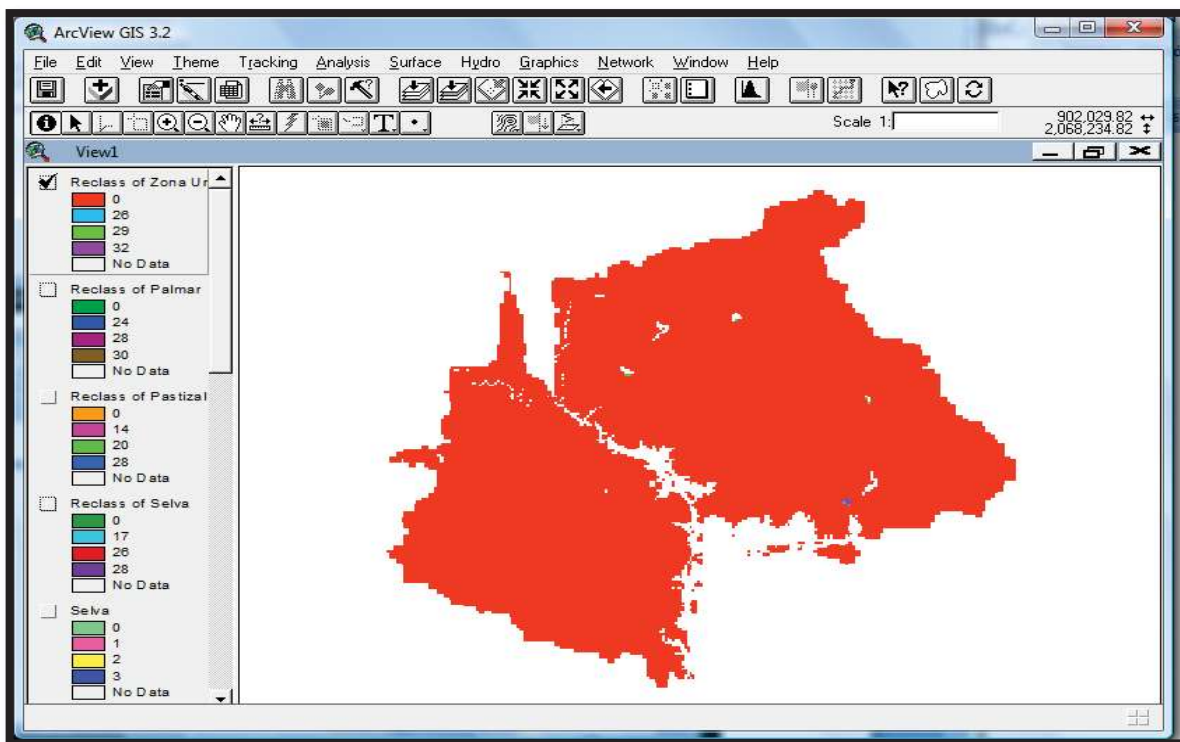 ArcView GIS 3.2
File Edit View Theme Tracking Analysis Surface Hydro Graphics Network Window Help
T
Scale 1:
902,029.82
2,068,234.82
View1
Reclass of Zona Ur
0
26
29
32
No Data
Reclass of Palmar
0
24
28
30
No Data
Reclass of Pastizal
0
14
20
28
No Data
Reclass of Selva
0
17
26
28
No Data
Selva
0
1
2
3
No Data